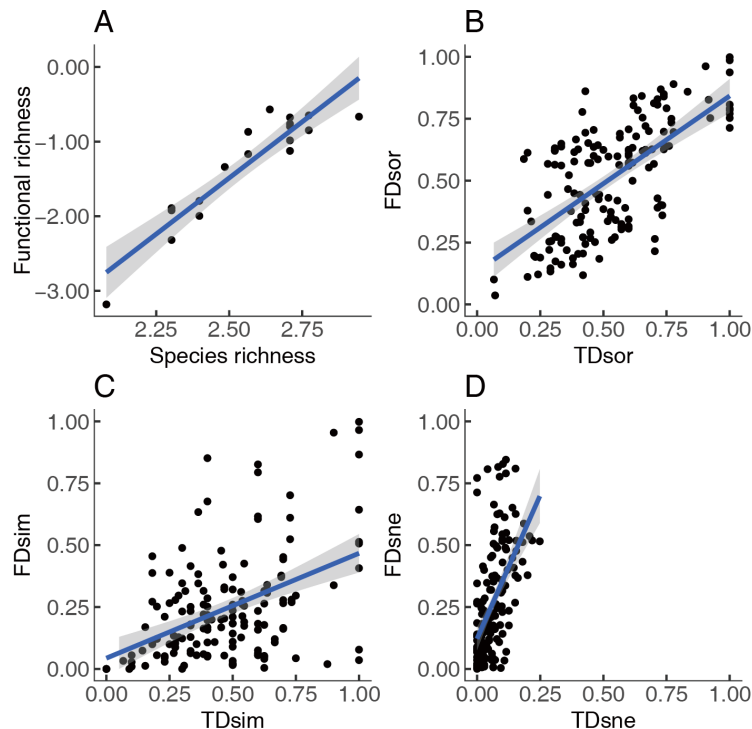 A
0.00
−1.00
−2.00
−3.00
Functional richness
2.25 2.50 2.75
Species richness
B
1.00
0.75
0.50
0.25
0.00
FDsor
0.00 0.25 0.50 0.75 1.00
TDsor
C
1.00
0.75
0.50
0.25
0.00
FDsim
0.00 0.25 0.50 0.75 1.00
TDsim
D
1.00
0.75
0.50
0.25
0.00
FDsne
0.00 0.25 0.50 0.75 1.00
TDsne